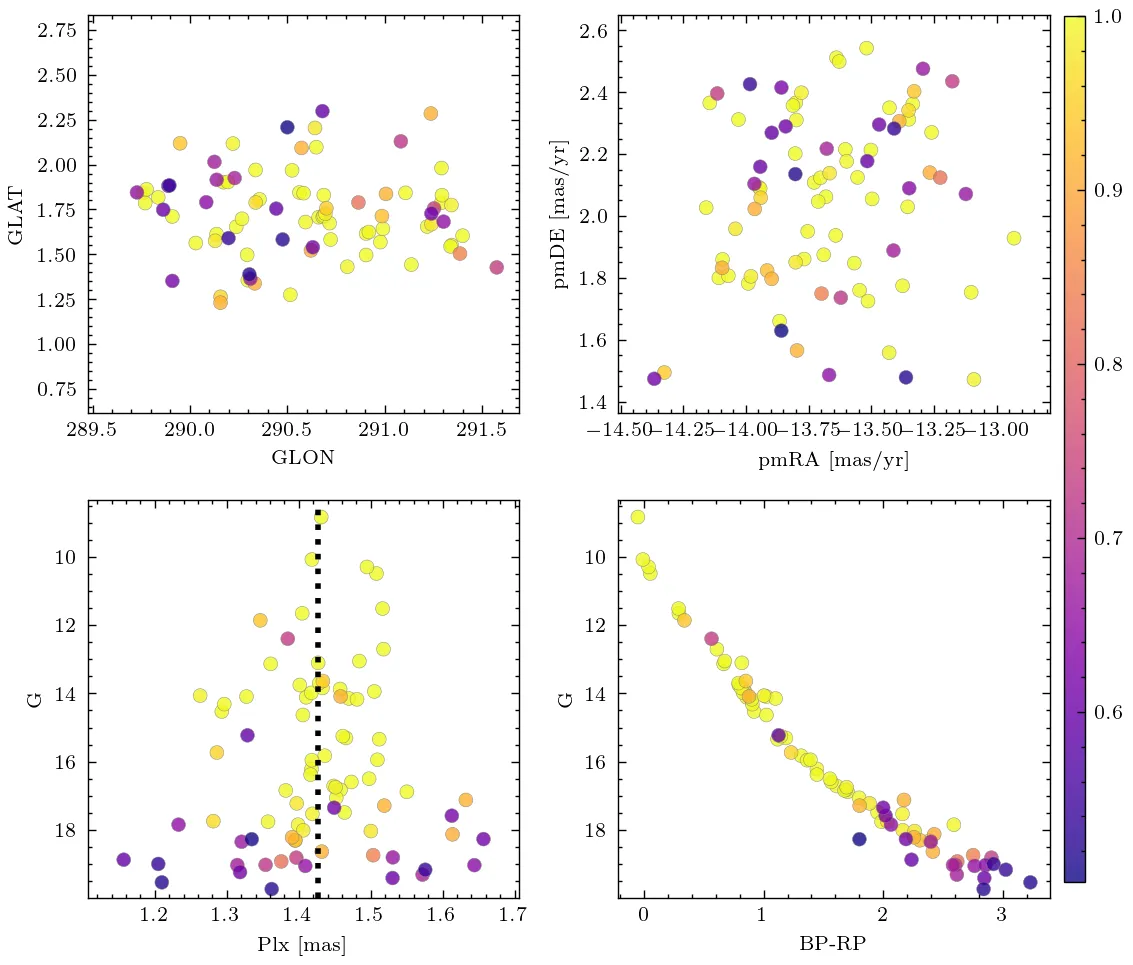 2.75
2.50
2.25
2.00
1.75
1.50
1.25
1.00
0.75
GLAT
289.5 290.0 290.5 291.0 291.5
GLON
2.6
2.4
2.2
2.0
1.8
1.6
1.4
pmDE [mas/yr]
−14.50 −14.25 −14.00 −13.75 −13.50 −13.25 −13.00
pmRA [mas/yr]
1.0
0.9
0.8
0.7
0.6
10
12
14
16
18
G
1.2 1.3 1.4 1.5 1.6 1.7
Plx [mas]
10
12
14
16
18
G
0 1 2 3
BP-RP